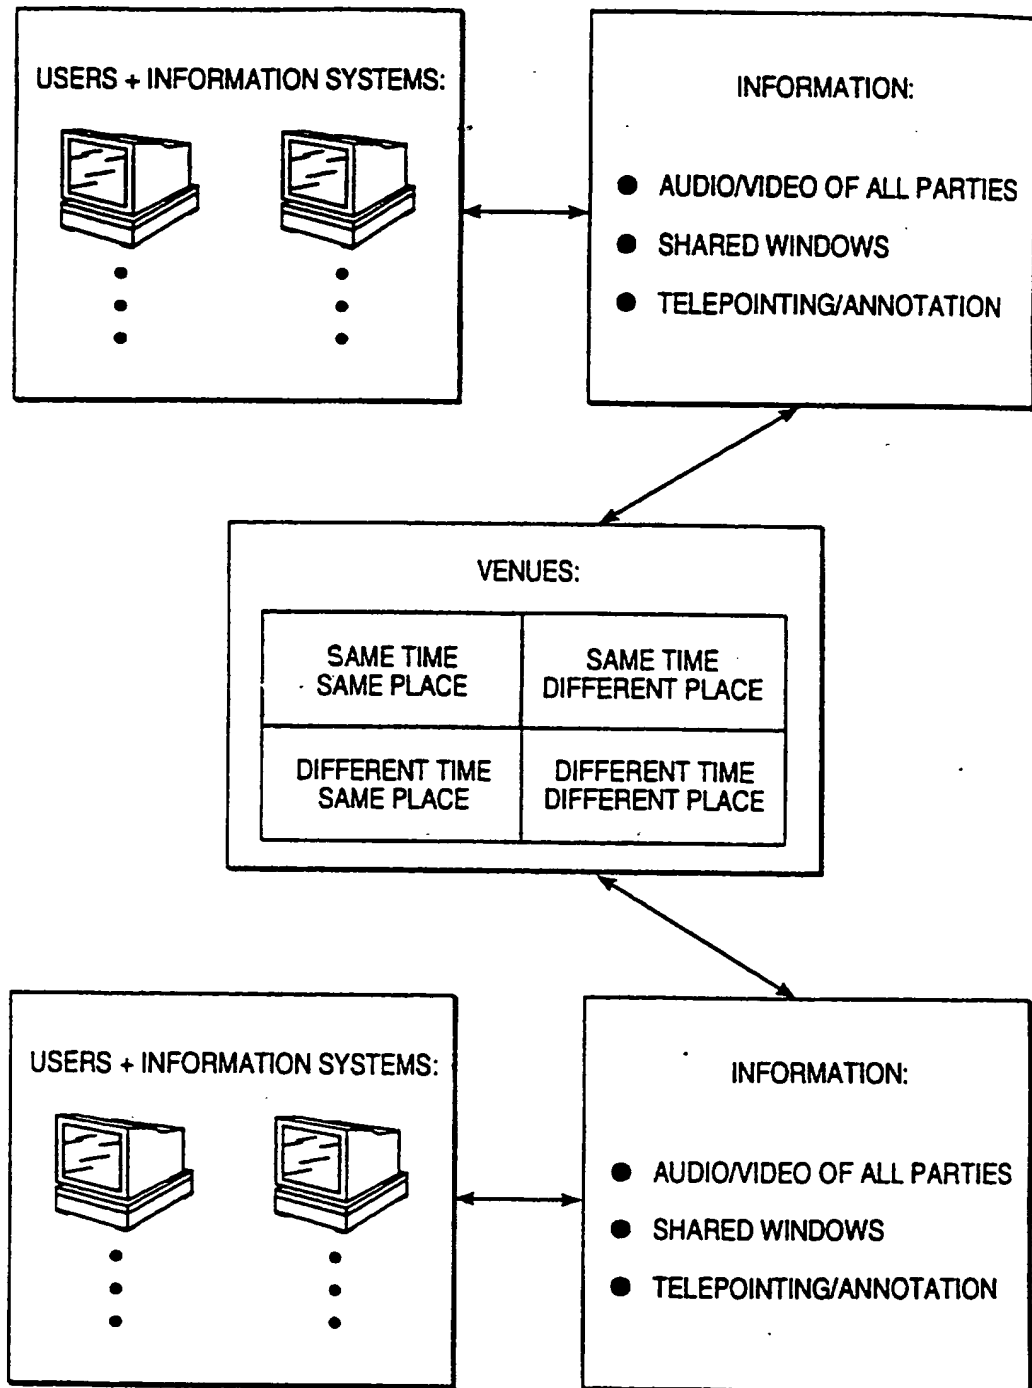 USERS + INFORMATION SYSTEMS:
INFORMATION:
● AUDIO/VIDEO OF ALL PARTIES
● SHARED WINDOWS
● TELEPOINTING/ANNOTATION
VENUES:
SAME TIME
SAME PLACE
SAME TIME
DIFFERENT PLACE
DIFFERENT TIME
SAME PLACE
DIFFERENT TIME
DIFFERENT PLACE
USERS + INFORMATION SYSTEMS:
INFORMATION:
● AUDIO/VIDEO OF ALL PARTIES
● SHARED WINDOWS
● TELEPOINTING/ANNOTATION